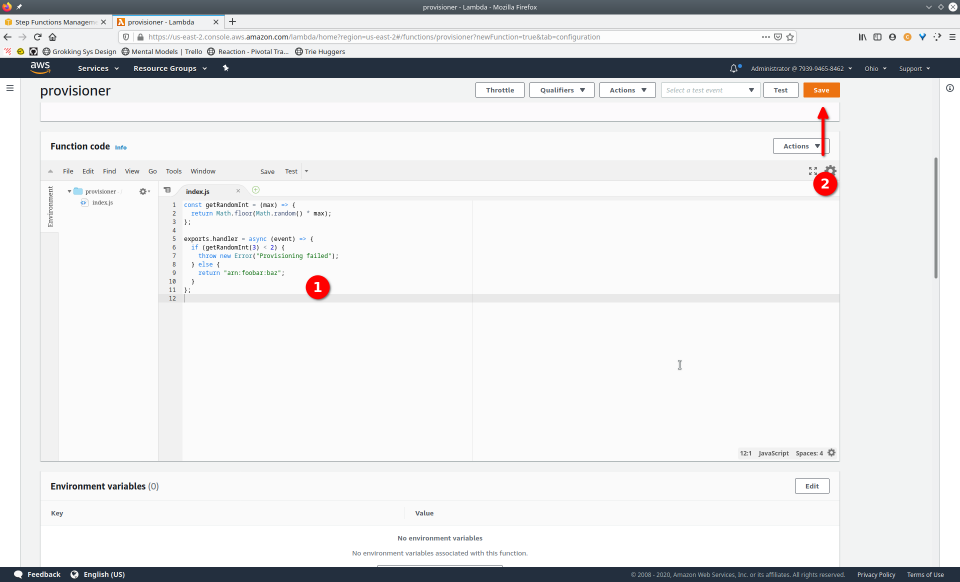 provisioner - Lambda - Mozilla Firefox
Step Functions Managem
provisioner - Lambda
https://us-east-2.console.aws.amazon.com/lambda/home?region=us-east-2#/functions/provisioner?newFunction=true&tab=configuration
Grokking Sys Design
Mental Models | Trello
Reaction - Pivotal Tra...
Trie Huggers
aws
Services
Resource Groups
Administrator @ 7939-9465-8462
Ohio
Support
provisioner
Throttle
Qualifiers
Actions
Select a test event
Test
Save
Function code
Info
Actions
File Edit Find View Go Tools Window
Save Test
2
Environment
provisioner
index.js
index.js
1 const getRandomInt = (max) => {
2 return Math.floor(Math.random() * max);
3 };
4
5 exports.handler = async (event) => {
6 if (getRandomInt(3) < 2) {
7 throw new Error("Provisioning failed");
8 } else {
9 return "arn:foobar:baz";
10 }
11 };
12
1
12:1 JavaScript Spaces: 4
Environment variables (0)
Edit
Key
Value
No environment variables
No environment variables associated with this function.
Feedback
English (US)
© 2008 - 2020, Amazon Web Services, Inc. or its affiliates. All rights reserved.
Privacy Policy
Terms of Use